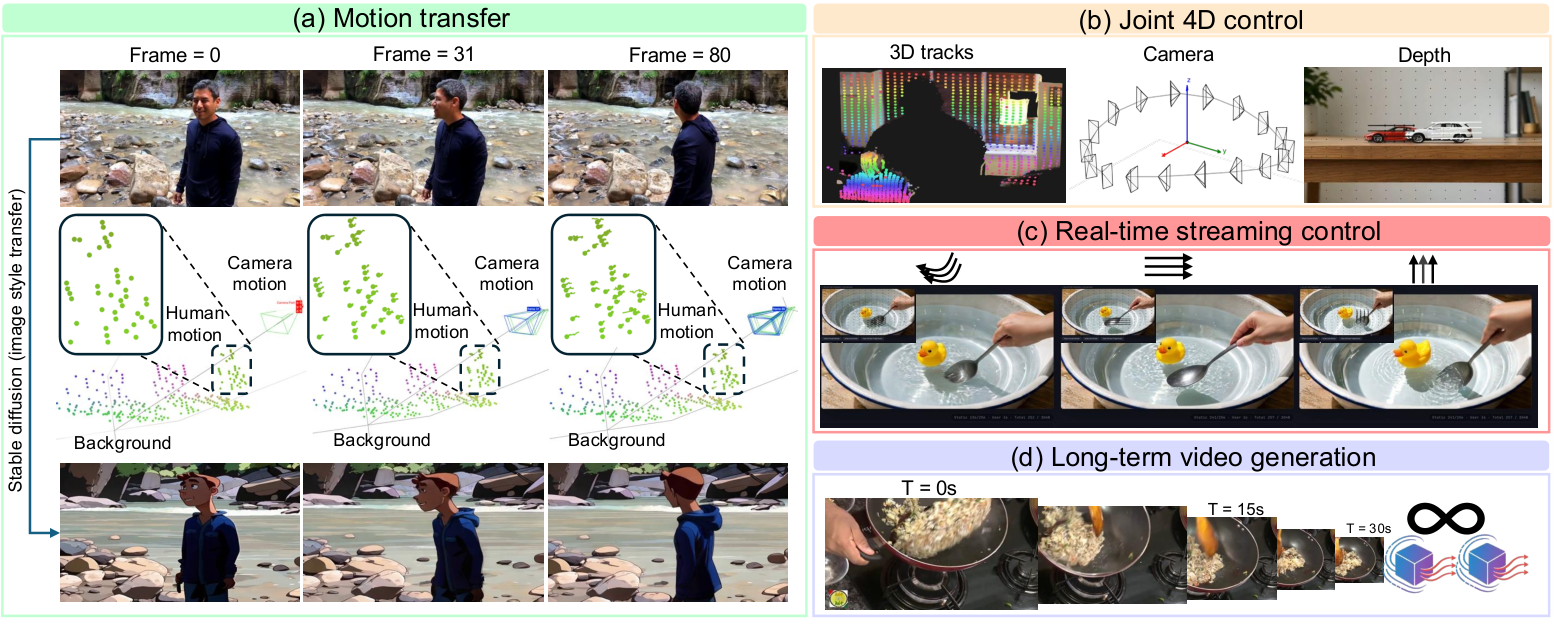 (a) Motion transfer
Frame = 0
Frame = 31
Frame = 80
Stable diffusion (image style transfer)
Camera
motion
Human
motion
Background
Camera
motion
Human
motion
Background
Camera
motion
Human
motion
Background
(b) Joint 4D control
3D tracks
Camera
Depth
z
y
(c) Real-time streaming control
(d) Long-term video generation
T = 0s
T = 15s
T = 30s